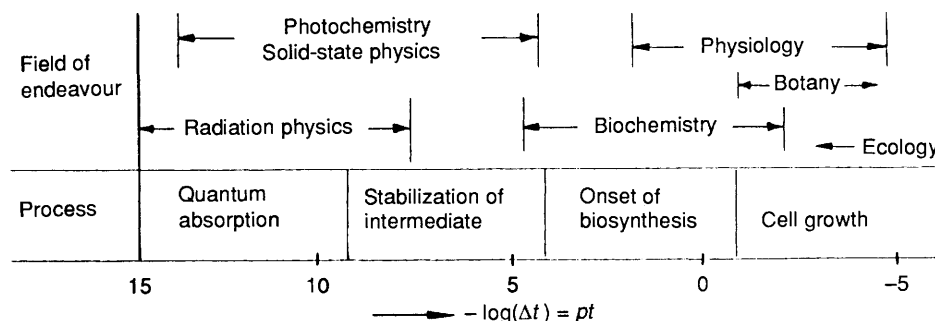 Photochemistry
Solid-state physics
Physiology
Field of
endeavour
Botany
Radiation physics
Biochemistry
Ecology
Process
Quantum
absorption
Stabilization of
intermediate
Onset of
biosynthesis
Cell growth
15 10 5 0 –5
– log(Δt) = pt